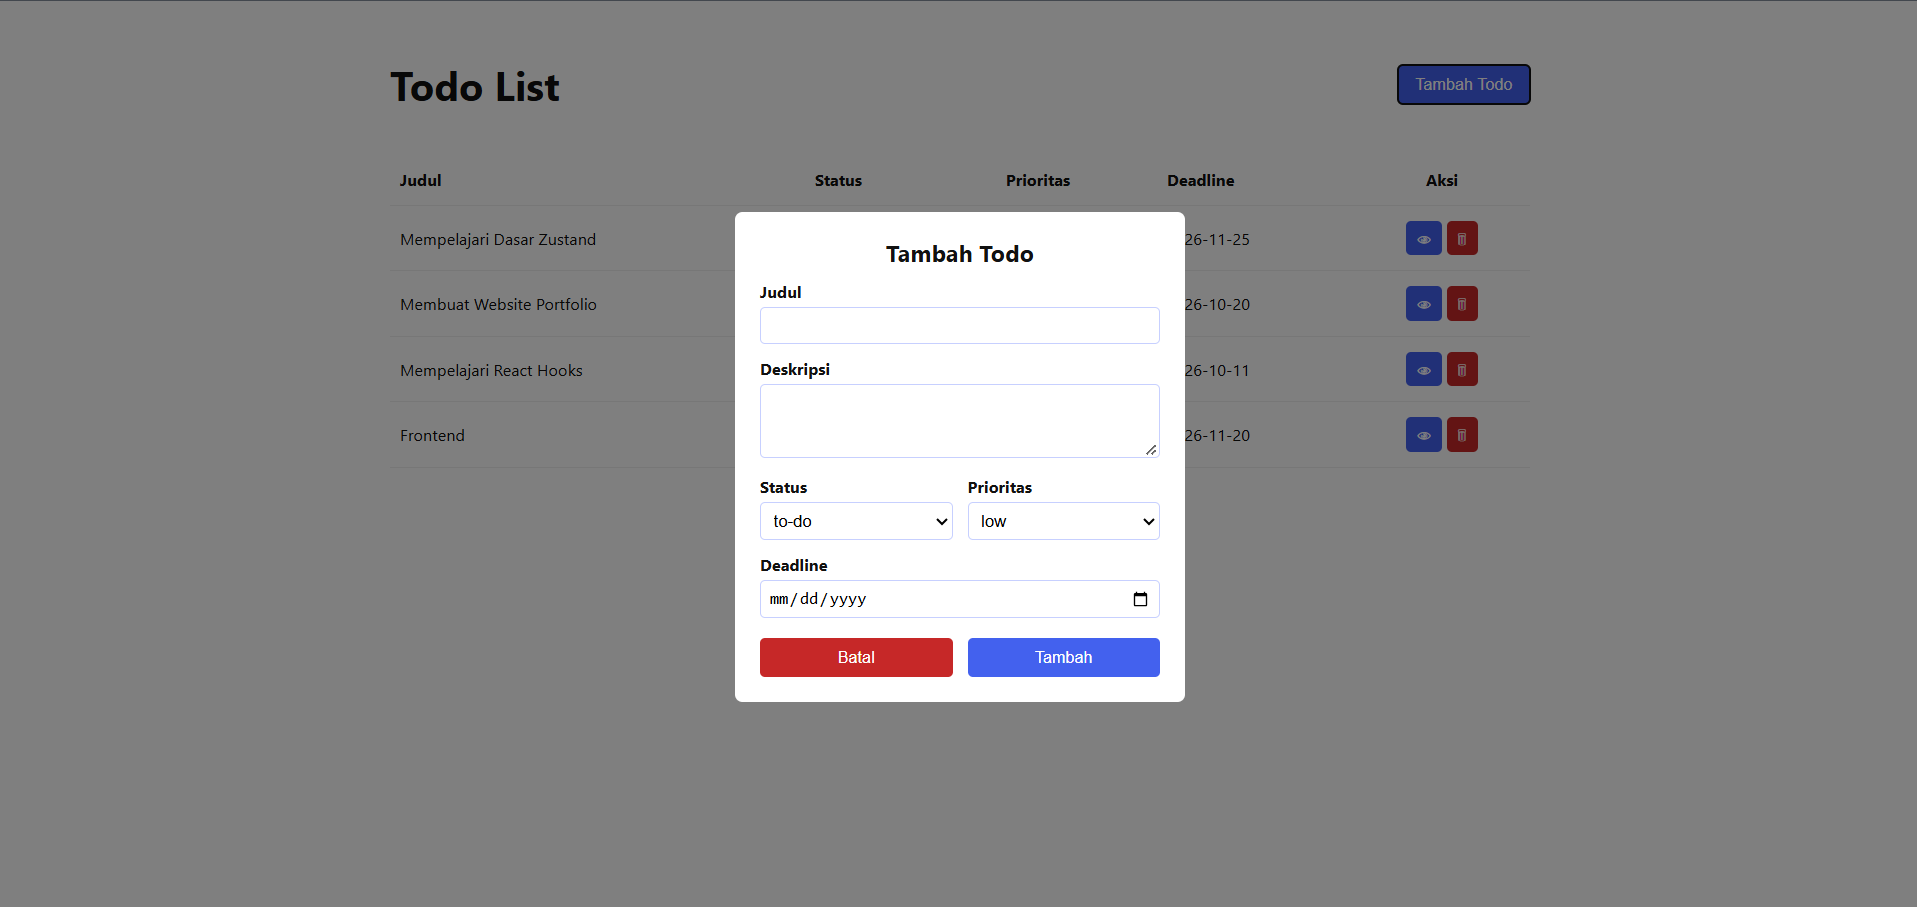 Todo List
Tambah Todo
Judul Status Prioritas Deadline Aksi
Mempelajari Dasar Zustand 26-11-25
Membuat Website Portfolio 26-10-20
Mempelajari React Hooks 26-10-11
Frontend 26-11-20
Tambah Todo
Judul
Deskripsi
Status Prioritas
to-do low
Deadline
mm/dd/yyyy
Batal Tambah